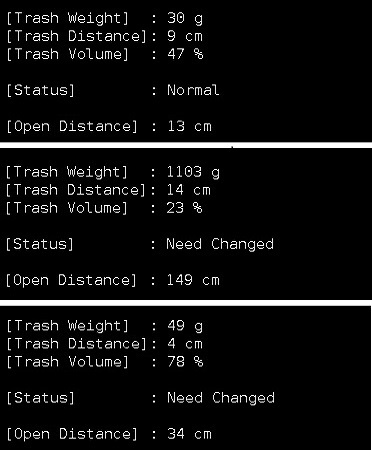 [Trash Weight]   : 30 g
[Trash Distance]: 9 cm
[Trash Volume]   : 47 %
[Status]         : Normal
[Open Distance] : 13 cm
[Trash Weight]   : 1103 g
[Trash Distance]: 14 cm
[Trash Volume]   : 23 %
[Status]         : Need Changed
[Open Distance] : 149 cm
[Trash Weight]   : 49 g
[Trash Distance]: 4 cm
[Trash Volume]   : 78 %
[Status]         : Need Changed
[Open Distance] : 34 cm